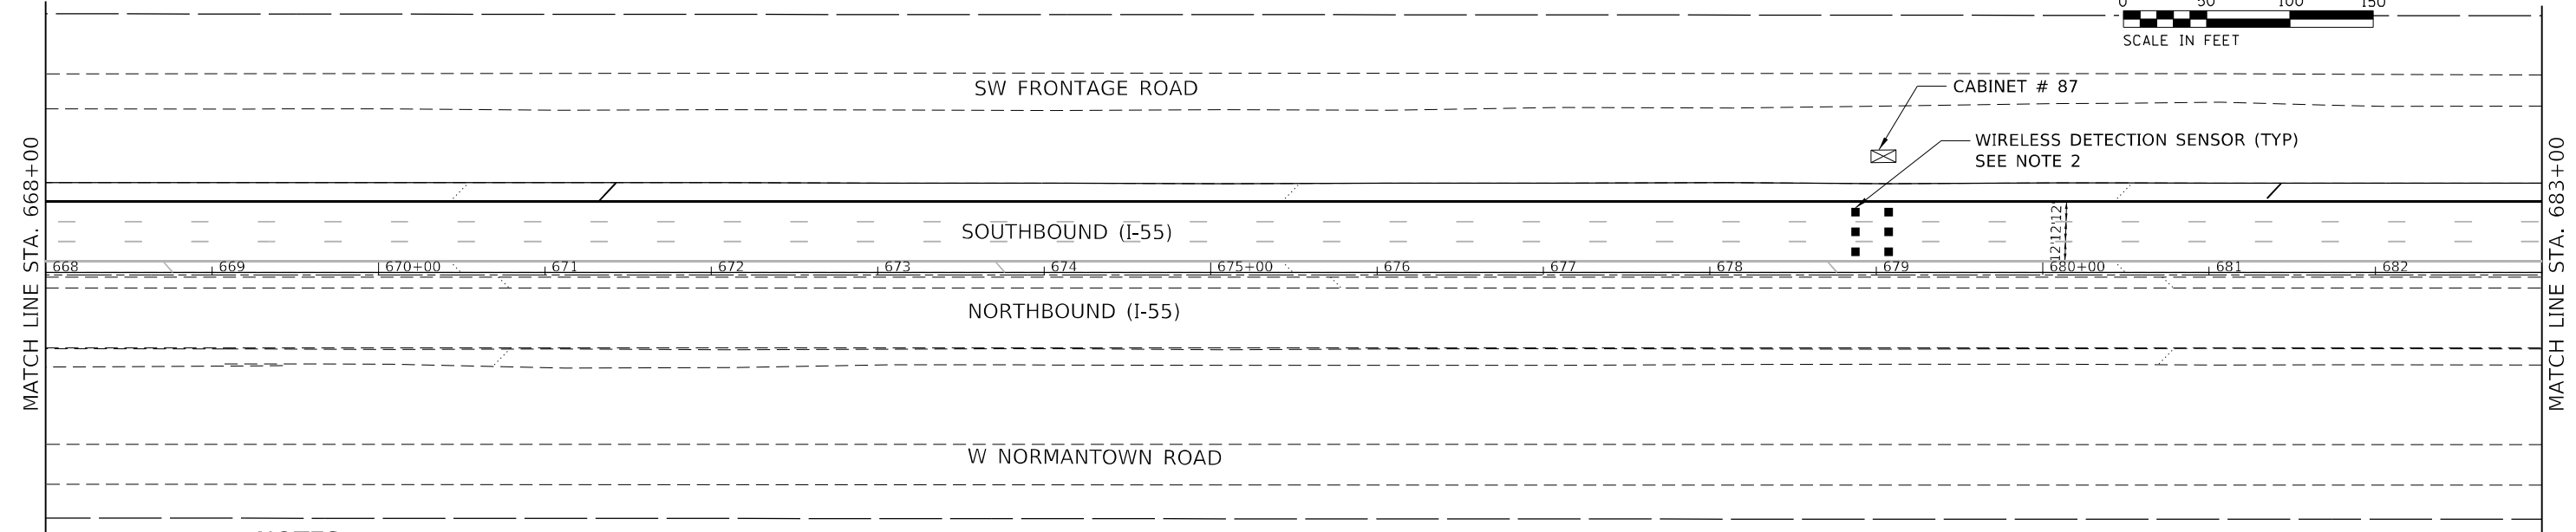 0 50 100 150
SCALE IN FEET
SW FRONTAGE ROAD
CABINET # 87
WIRELESS DETECTION SENSOR (TYP)
SEE NOTE 2
MATCH LINE STA. 668+00
MATCH LINE STA. 683+00
SOUTHBOUND (I-55)
12' 12' 12'
668 669 670+00 671 672 673 674 675+00 676 677 678 679 680+00 681 682
NORTHBOUND (I-55)
W NORMANTOWN ROAD